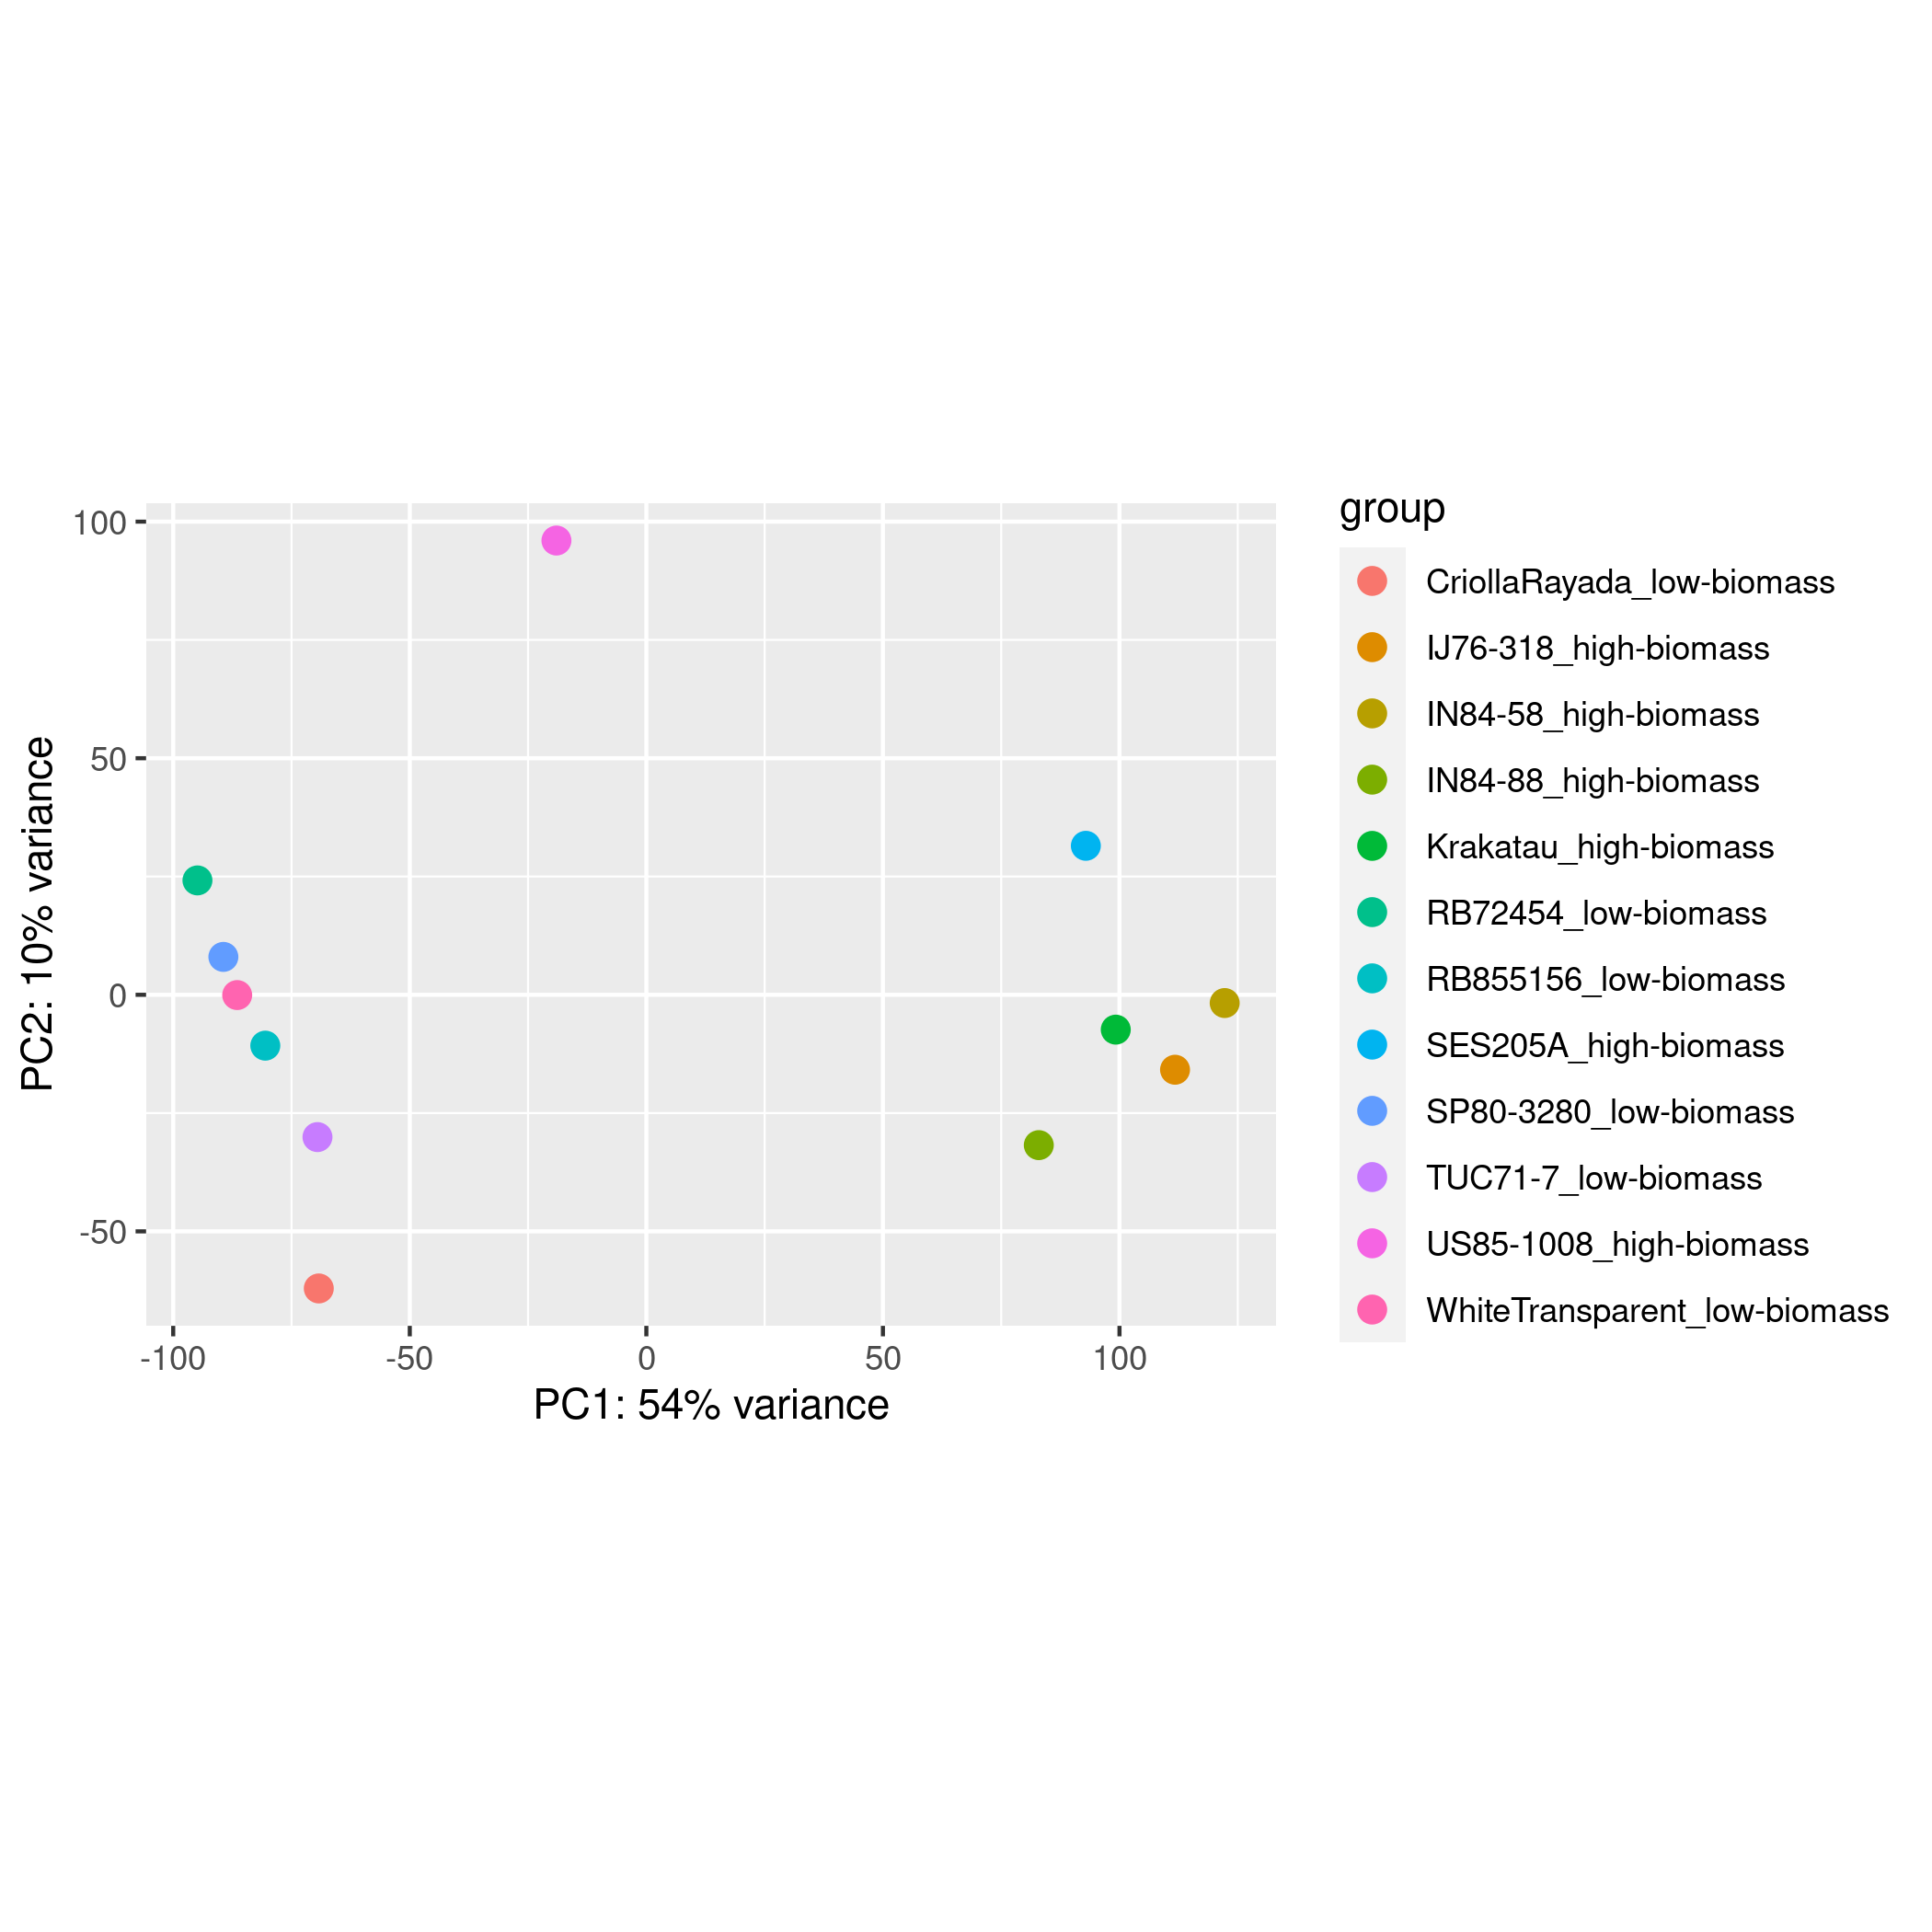 group
CriollaRayada_low-biomass
IJ76-318_high-biomass
IN84-58_high-biomass
IN84-88_high-biomass
Krakatau_high-biomass
RB72454_low-biomass
RB855156_low-biomass
SES205A_high-biomass
SP80-3280_low-biomass
TUC71-7_low-biomass
US85-1008_high-biomass
WhiteTransparent_low-biomass
100
50
0
-50
PC2: 10% variance
-100
-50
0
50
100
PC1: 54% variance